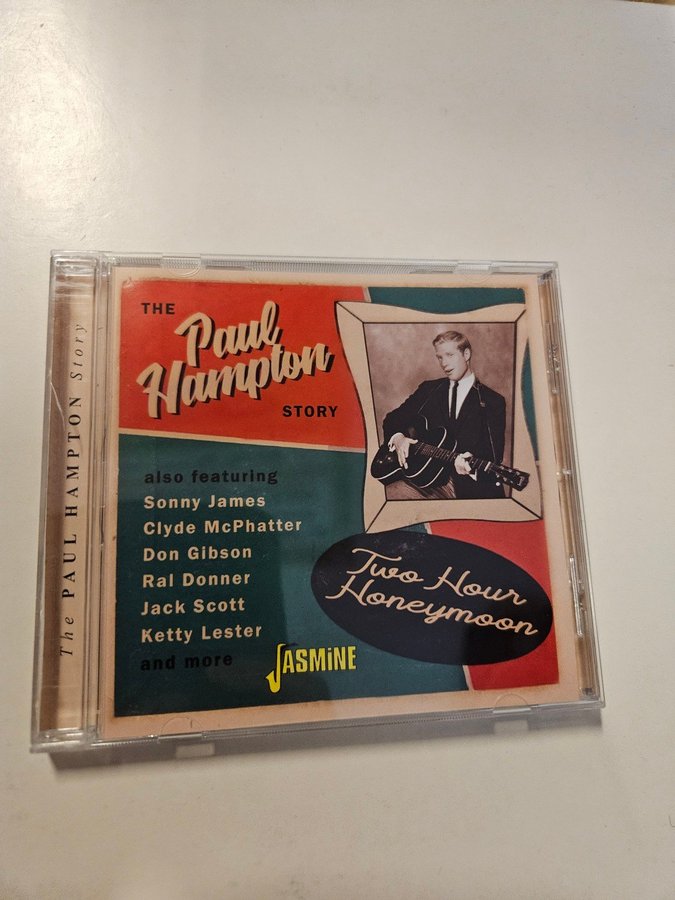 The PAUL HAMPTON Story
THE
Paul
Hampton
STORY
also featuring
Sonny James
Clyde McPhatter
Don Gibson
Ral Donner
Jack Scott
Ketty Lester
and more
JASMiNE
Two Hour
Honeymoon